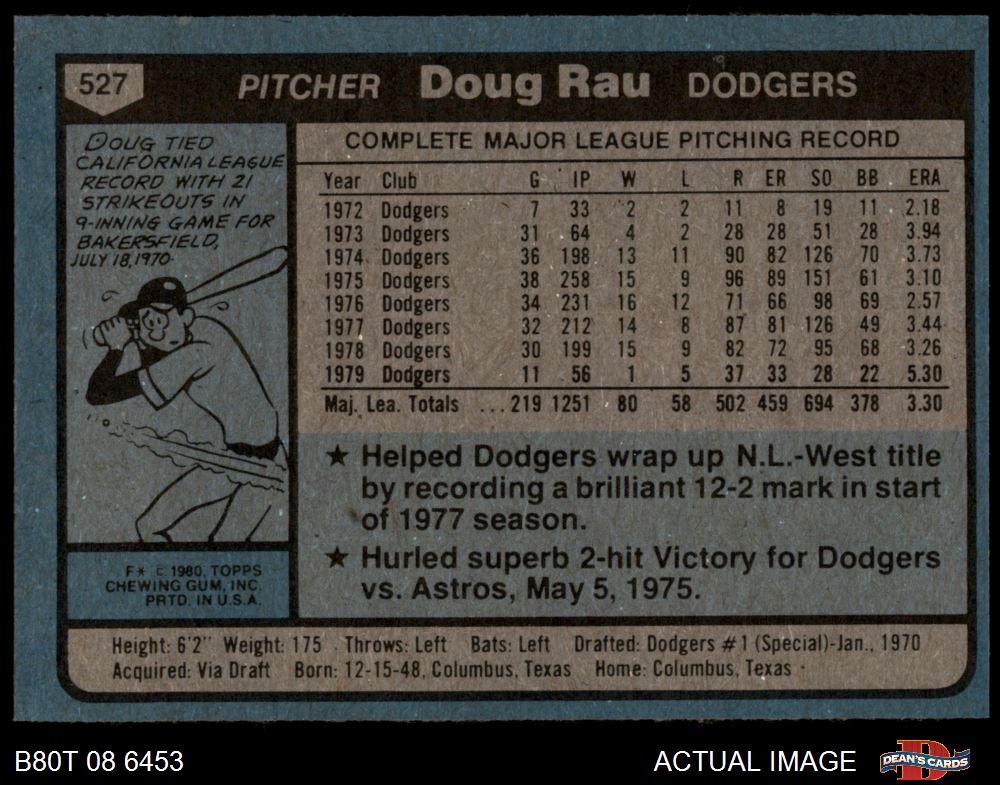 527
PITCHER Doug Rau DODGERS
DOUG TIED
CALIFORNIA LEAGUE
RECORD WITH 21
STRIKEOUTS IN
9-INNING GAME FOR
BAKERSFIELD,
JULY 18, 1970.
COMPLETE MAJOR LEAGUE PITCHING RECORD
Year Club G IP W L R ER SO BB ERA
1972 Dodgers 7 33 2 2 11 8 19 11 2.18
1973 Dodgers 31 64 4 2 28 28 51 28 3.94
1974 Dodgers 36 198 13 11 90 82 126 70 3.73
1975 Dodgers 38 258 15 9 96 89 151 61 3.10
1976 Dodgers 34 231 16 12 71 66 98 69 2.57
1977 Dodgers 32 212 14 8 87 81 126 49 3.44
1978 Dodgers 30 199 15 9 82 72 95 68 3.26
1979 Dodgers 11 56 1 5 37 33 28 22 5.30
Maj. Lea. Totals ...219 1251 80 58 502 459 694 378 3.30
★ Helped Dodgers wrap up N.L.-West title
by recording a brilliant 12-2 mark in start
of 1977 season.
★ Hurled superb 2-hit Victory for Dodgers
vs. Astros, May 5, 1975.
F* © 1980, TOPPS
CHEWING GUM, INC.
PRTD. IN U.S.A.
Height: 6'2" Weight: 175 Throws: Left Bats: Left Drafted: Dodgers #1 (Special)-Jan., 1970
Acquired: Via Draft Born: 12-15-48, Columbus, Texas Home: Columbus, Texas
B80T 08 6453 ACTUAL IMAGE D DEAN'S CARDS